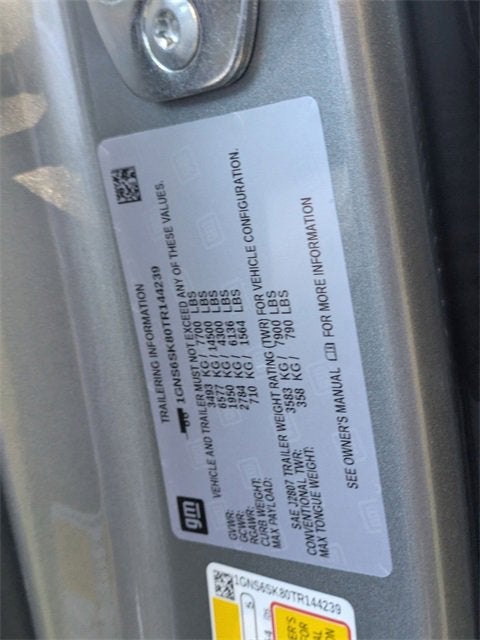 TRAILERING INFORMATION
1GNS6SK80TR144239
VEHICLE AND TRAILER MUST NOT EXCEED ANY OF THESE VALUES.
GVWR: 3493 KG / 7700 LBS
GCWR: 6577 KG / 14500 LBS
RGAWR: 1950 KG / 4300 LBS
CURB WEIGHT: 2784 KG / 6136 LBS
MAX PAYLOAD: 710 KG / 1564 LBS
SAE J2807 TRAILER WEIGHT RATING (TWR) FOR VEHICLE CONFIGURATION.
CONVENTIONAL TWR: 3583 KG / 7900 LBS
MAX TONGUE WEIGHT: 358 KG / 790 LBS
SEE OWNER'S MANUAL FOR MORE INFORMATION
gm
1GNS6SK80TR144239